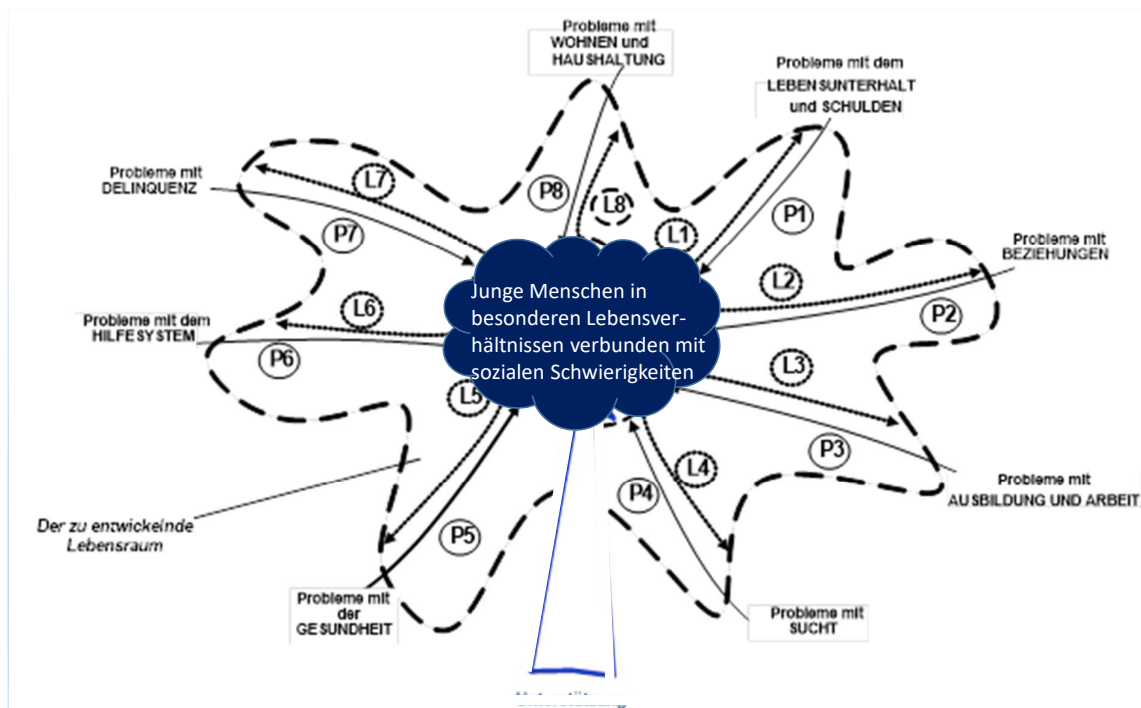 Probleme mit
WOHNEN und
HAUSHALTUNG
Probleme mit dem
LEBENSUNTERHALT
und SCHULDEN
Probleme mit
DELINQUENZ
L7
P7
P8
L8
L1
P1
Probleme mit
BEZIEHUNGEN
L2
P2
Junge Menschen in
besonderen Lebensver-
hältnissen verbunden mit
sozialen Schwierigkeiten
Probleme mit dem
HILFESYSTEM
L6
P6
L3
P3
L5
L4
P4
P5
Probleme mit
AUSBILDUNG UND ARBEIT
Der zu entwickelnde
Lebensraum
Probleme mit
der
GESUNDHEIT
Probleme mit
SUCHT